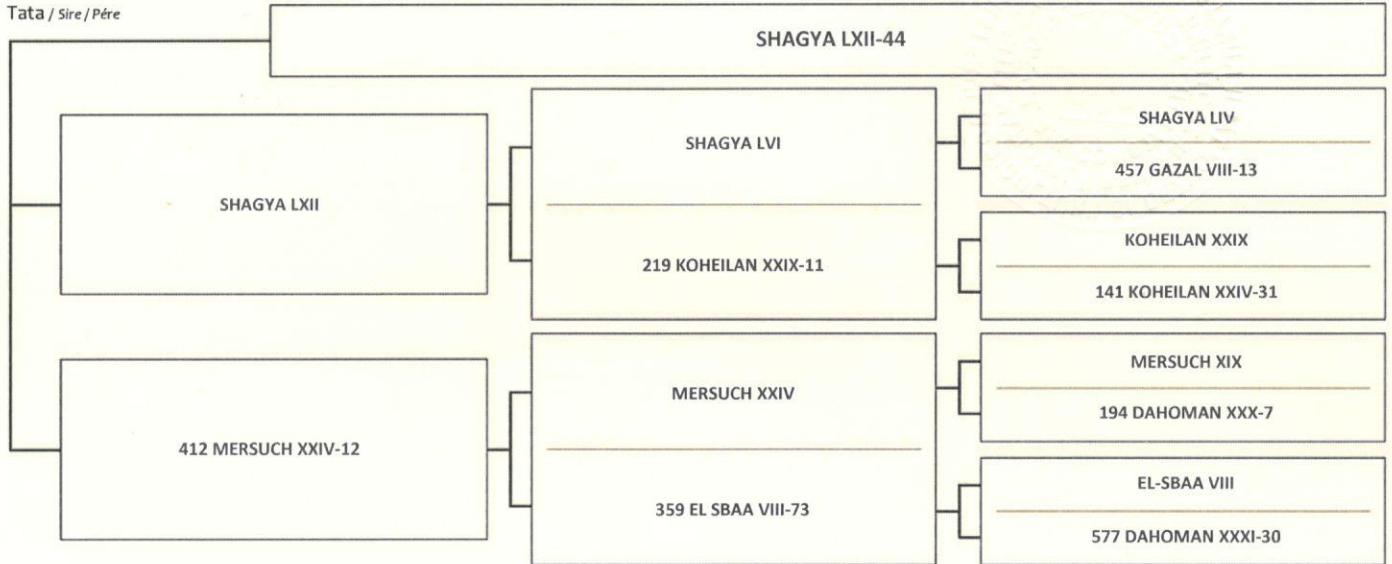 Tata / Sire / Pére
SHAGYA LXII-44
SHAGYA LXII
SHAGYA LVI
219 KOHEILAN XXIX-11
SHAGYA LIV
457 GAZAL VIII-13
KOHEILAN XXIX
141 KOHEILAN XXIV-31
412 MERSUCH XXIV-12
MERSUCH XXIV
359 EL SBAA VIII-73
MERSUCH XIX
194 DAHOMAN XXX-7
EL-SBAA VIII
577 DAHOMAN XXXI-30